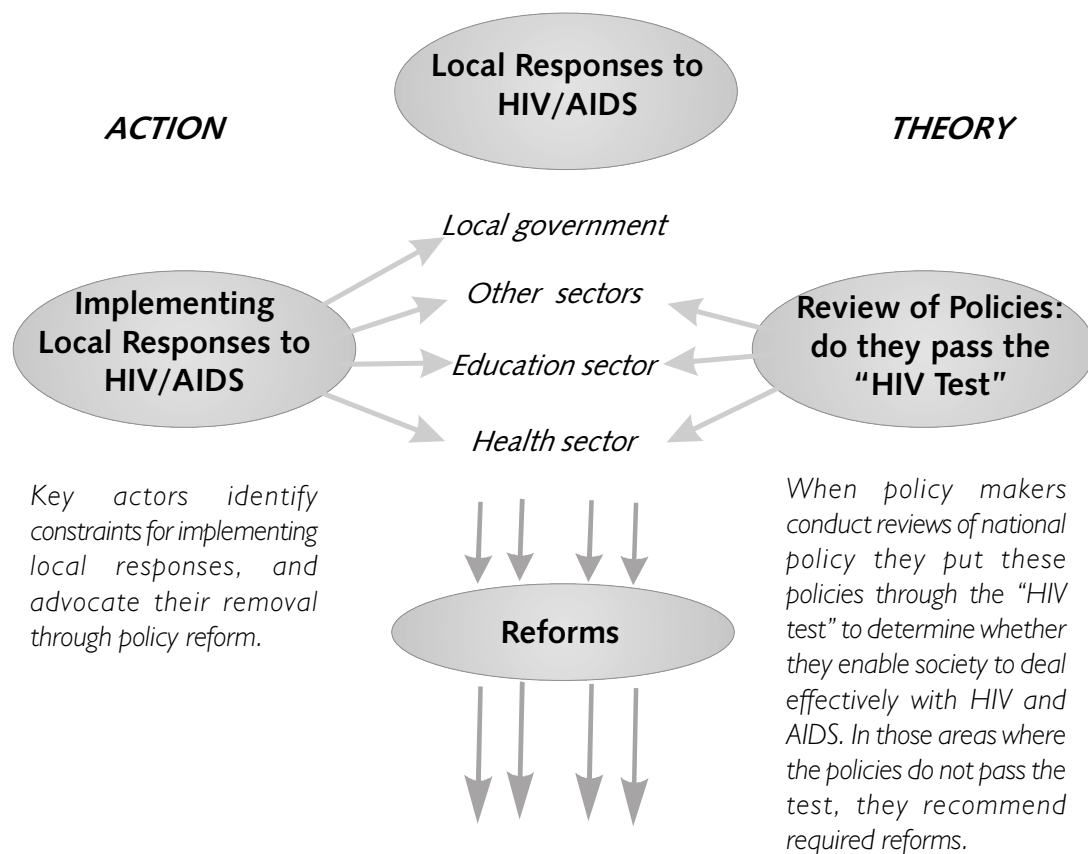 Local Responses to
HIV/AIDS
ACTION
THEORY
Local government
Other sectors
Education sector
Health sector
Implementing
Local Responses to
HIV/AIDS
Review of Policies:
do they pass the
“HIV Test”
Key actors identify
constraints for implementing
local responses, and
advocate their removal
through policy reform.
Reforms
When policy makers
conduct reviews of national
policy they put these
policies through the “HIV
test” to determine whether
they enable society to deal
effectively with HIV and
AIDS. In those areas where
the policies do not pass the
test, they recommend
required reforms.